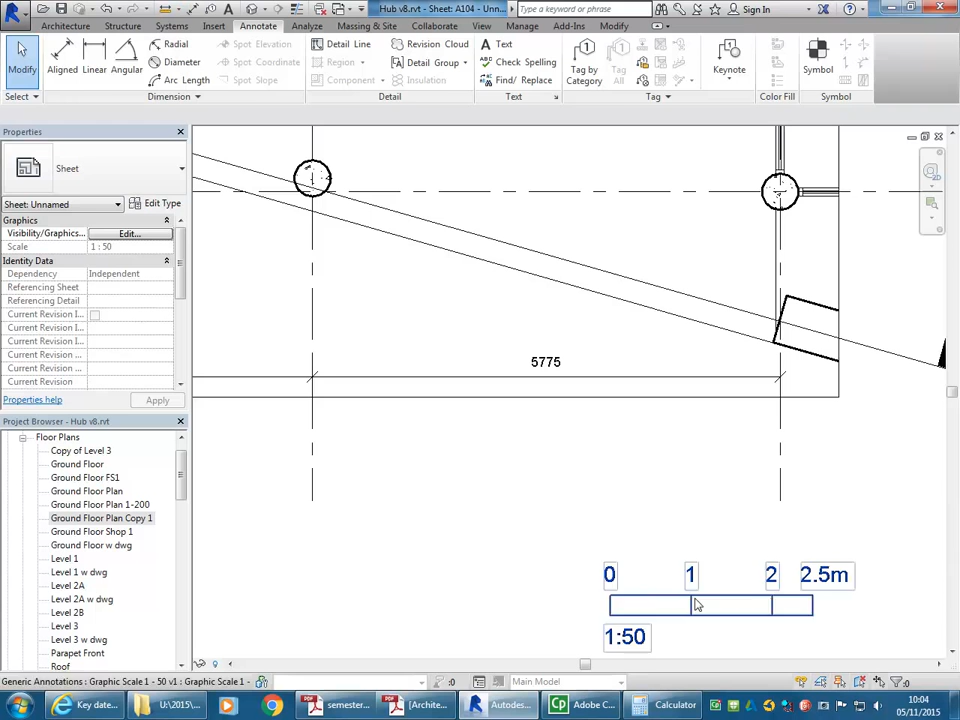 Hub v8.rvt - Sheet: A104 - Unn...
Type a keyword or phrase
Sign In
Architecture
Structure
Systems
Insert
Annotate
Analyze
Massing & Site
Collaborate
View
Manage
Add-Ins
Modify
Modify
Aligned
Linear
Angular
Radial
Diameter
Arc Length
Spot Elevation
Spot Coordinate
Spot Slope
Detail Line
Region
Component
Revision Cloud
Detail Group
Insulation
Text
Check Spelling
Find/ Replace
Tag by
Category
Tag
All
Keynote
Symbol
Select
Dimension
Detail
Text
Tag
Color Fill
Symbol
Properties
Sheet
Sheet: Unnamed
Edit Type
Graphics
Visibility/Graphics...
Edit...
Scale
1 : 50
Identity Data
Dependency
Independent
Referencing Sheet
Referencing Detail
Current Revision I...
Current Revision ...
Current Revision ...
Current Revision ...
Current Revision ...
Current Revision
Properties help
Apply
Project Browser - Hub v8.rvt
Floor Plans
Copy of Level 3
Ground Floor
Ground Floor FS1
Ground Floor Plan
Ground Floor Plan 1-200
Ground Floor Plan Copy 1
Ground Floor Shop 1
Ground Floor w dwg
Level 1
Level 1 w dwg
Level 2A
Level 2A w dwg
Level 2B
Level 3
Level 3 w dwg
Parapet Front
Roof
5775
0 1 2 2.5m
1:50
Generic Annotations : Graphic Scale 1 - 50 v1 : Graphic Scale
:0
Main Model
:0
Key date...
U:\2015\...
semester...
[Archite...
Autodes...
Adobe C...
Calculator
10:04
05/11/2015